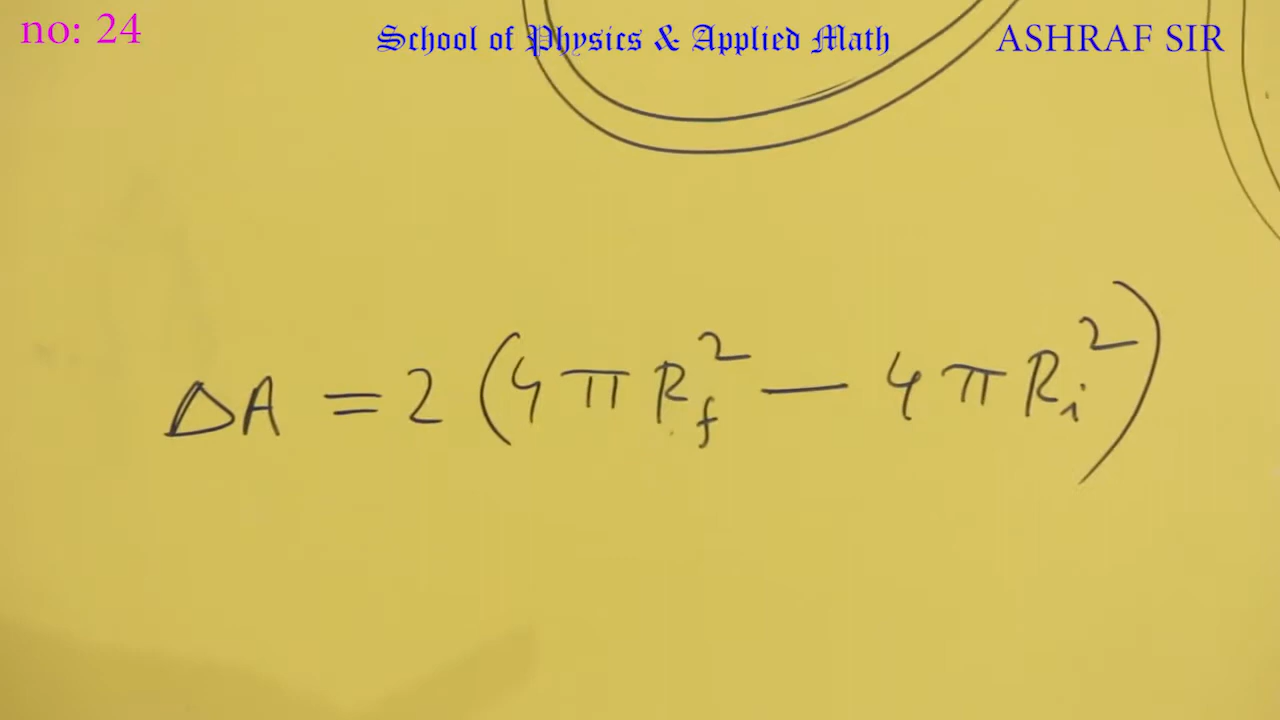 no: 24
School of Physics & Applied Math
ASHRAF SIR
ΔA = 2 (4πR_f² — 4πR_i²)